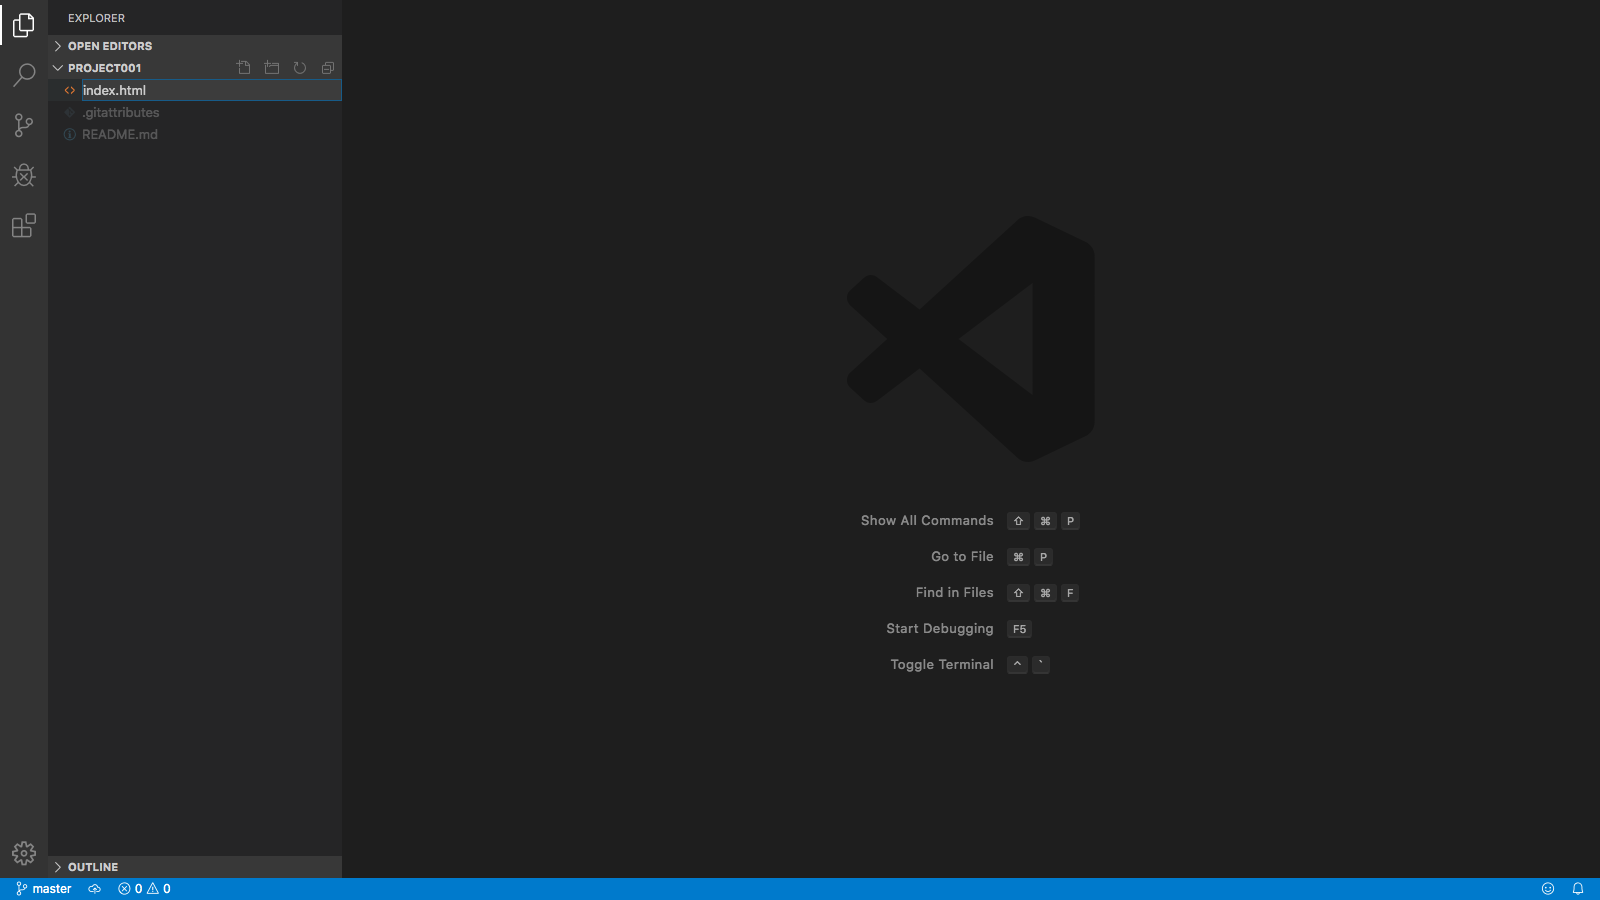 EXPLORER
OPEN EDITORS
PROJECT001
index.html
.gitattributes
README.md
Show All Commands ⇧ ⌘ P
Go to File ⌘ P
Find in Files ⇧ ⌘ F
Start Debugging F5
Toggle Terminal ^ `
OUTLINE
master 0 0